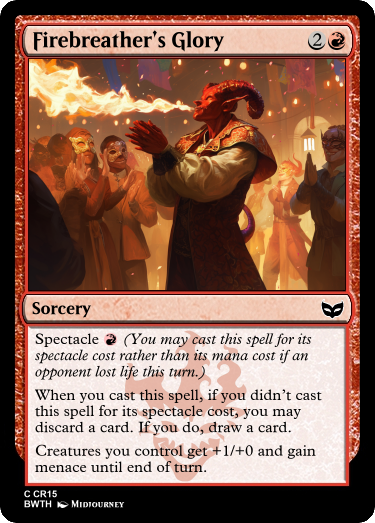 Firebreather's Glory 2
Sorcery
Spectacle (You may cast this spell for its
spectacle cost rather than its mana cost if an
opponent lost life this turn.)
When you cast this spell, if you didn't cast
this spell for its spectacle cost, you may
discard a card. If you do, draw a card.
Creatures you control get +1/+0 and gain
menace until end of turn.
C CR15
BWTH Midjourney